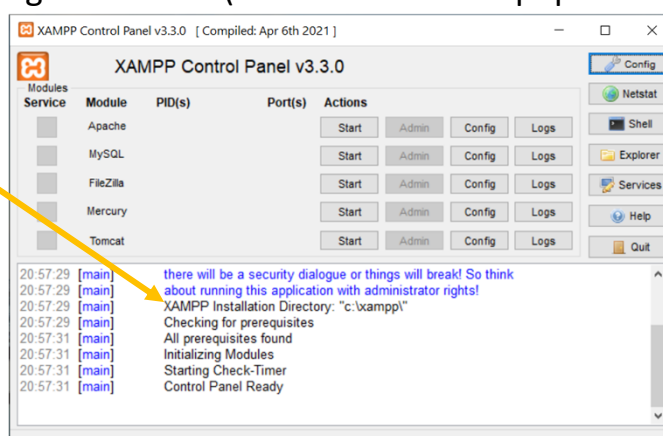 XAMPP Control Panel v3.3.0 [ Compiled: Apr 6th 2021 ]
XAMPP Control Panel v3.3.0
Config
Modules
Service Module PID(s) Port(s) Actions
Netstat
Apache Start Admin Config Logs
Shell
MySQL Start Admin Config Logs
Explorer
FileZilla Start Admin Config Logs
Services
Mercury Start Admin Config Logs
Help
Tomcat Start Admin Config Logs
Quit
20:57:29 [main] there will be a security dialogue or things will break! So think
20:57:29 [main] about running this application with administrator rights!
20:57:29 [main] XAMPP Installation Directory: "c:\xampp\"
20:57:29 [main] Checking for prerequisites
20:57:31 [main] All prerequisites found
20:57:31 [main] Initializing Modules
20:57:31 [main] Starting Check-Timer
20:57:31 [main] Control Panel Ready